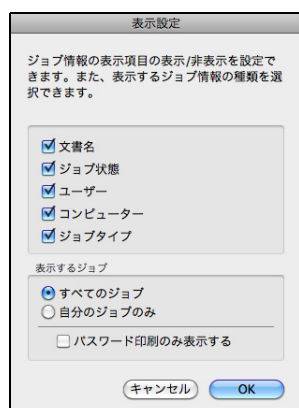 表示設定
ジョブ情報の表示項目の表示/非表示を設定で
きます。また、表示するジョブ情報の種類を選
択できます。
文書名
ジョブ状態
ユーザー
コンピューター
ジョブタイプ
表示するジョブ
すべてのジョブ
自分のジョブのみ
パスワード印刷のみ表示する
キャンセル OK